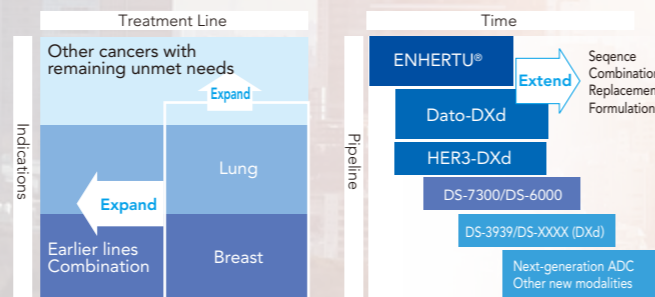 Treatment Line
Indications
Other cancers with
remaining unmet needs
Expand
Lung
Expand
Earlier lines
Combination
Breast
Time
Pipeline
ENHERTU®
Extend
Seqence
Combination
Replacemen
Formulation
Dato-DXd
HER3-DXd
DS-7300/DS-6000
DS-3939/DS-XXXX (DXd)
Next-generation ADC
Other new modalities